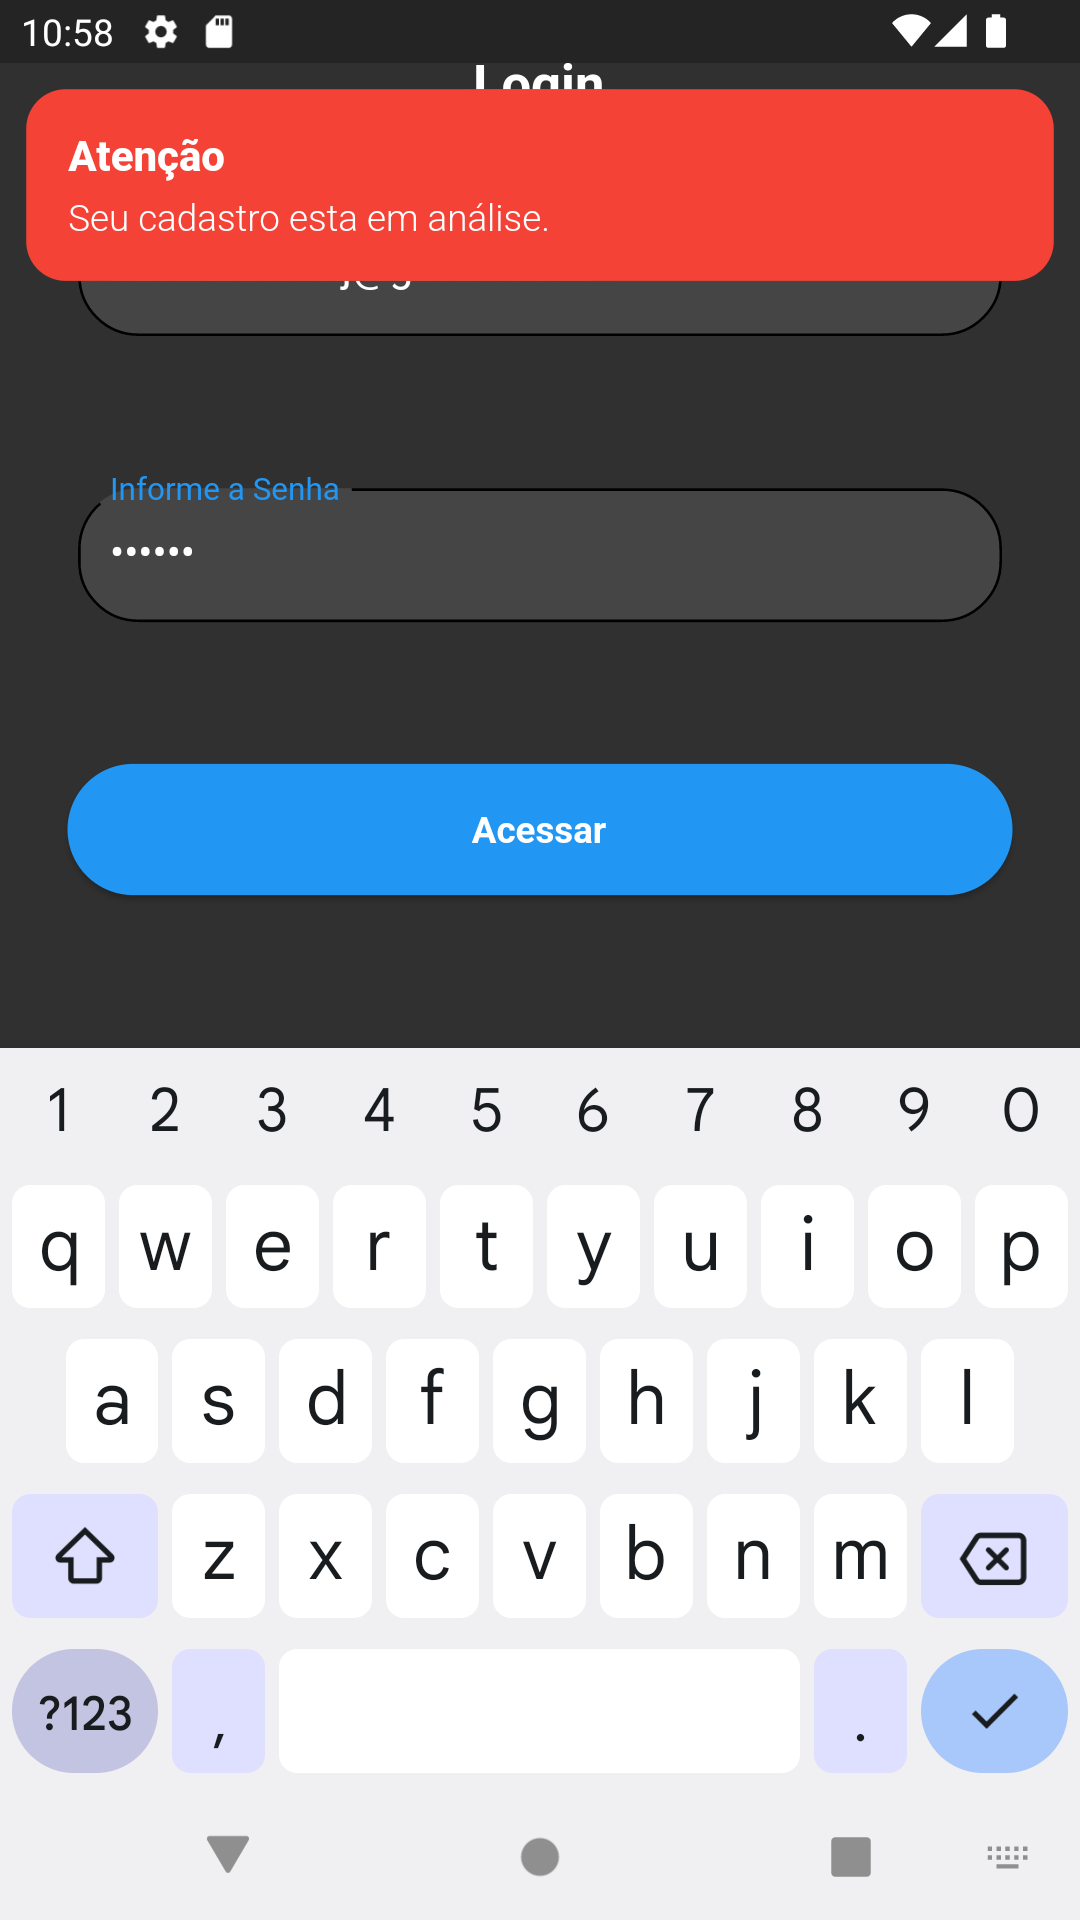 10:58
Login
Atenção
Seu cadastro esta em análise.
Informe a Senha
••••••
Acessar
1 2 3 4 5 6 7 8 9 0
q w e r t y u i o p
a s d f g h j k l
z x c v b n m
?123 , .